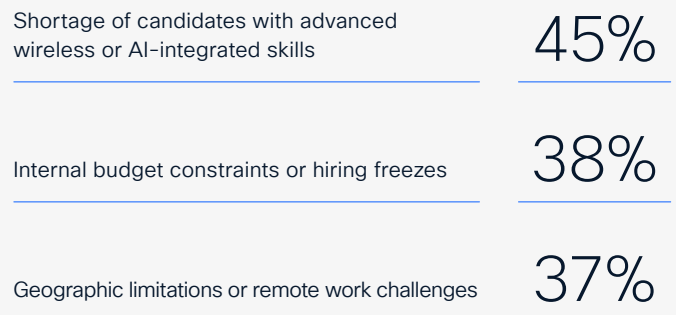 Shortage of candidates with advanced
wireless or AI-integrated skills
45%
Internal budget constraints or hiring freezes
38%
Geographic limitations or remote work challenges
37%